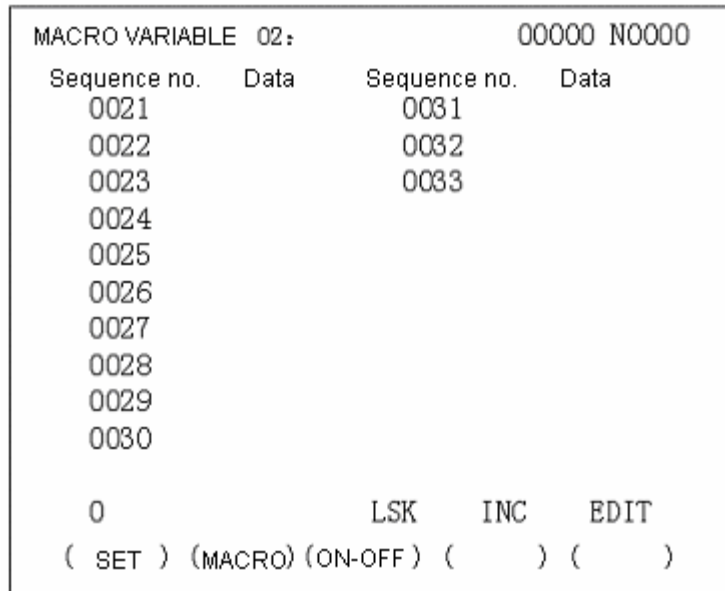 MACRO VARIABLE 02: 00000 N0000
Sequence no. Data Sequence no. Data
0021 0031
0022 0032
0023 0033
0024
0025
0026
0027
0028
0029
0030
0 LSK INC EDIT
( SET ) (MACRO) (ON-OFF) ( ) ( )